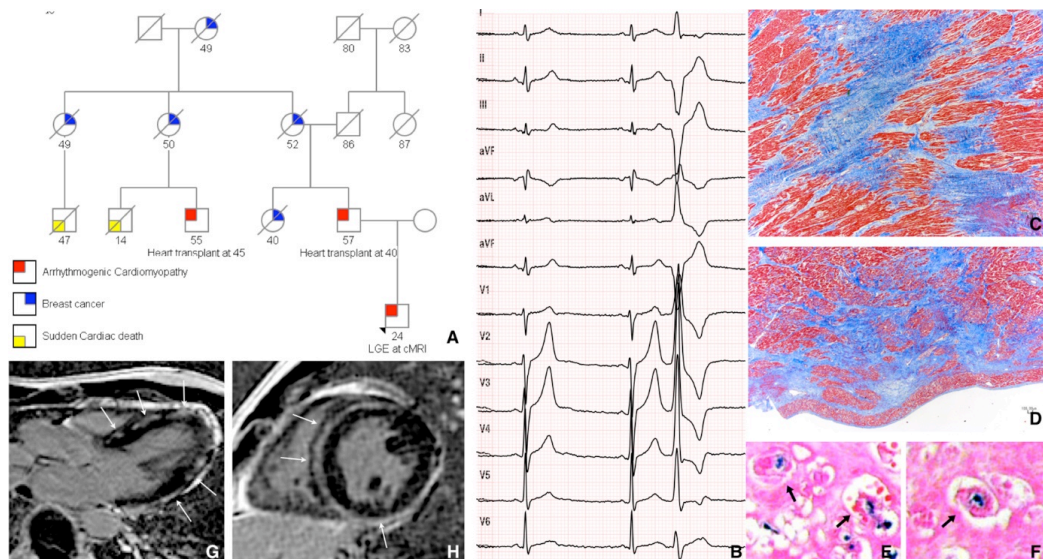 49
80
83
49
50
52
86
87
47
14
55
40
57
Heart transplant at 45
Heart transplant at 40
Arrhythmogenic Cardiomyopathy
Breast cancer
Sudden Cardiac death
24
LGE at cMRI
A
I
II
III
aVF
aVL
aVF
V1
V2
V3
V4
V5
V6
B
C
D
E
F
G
H